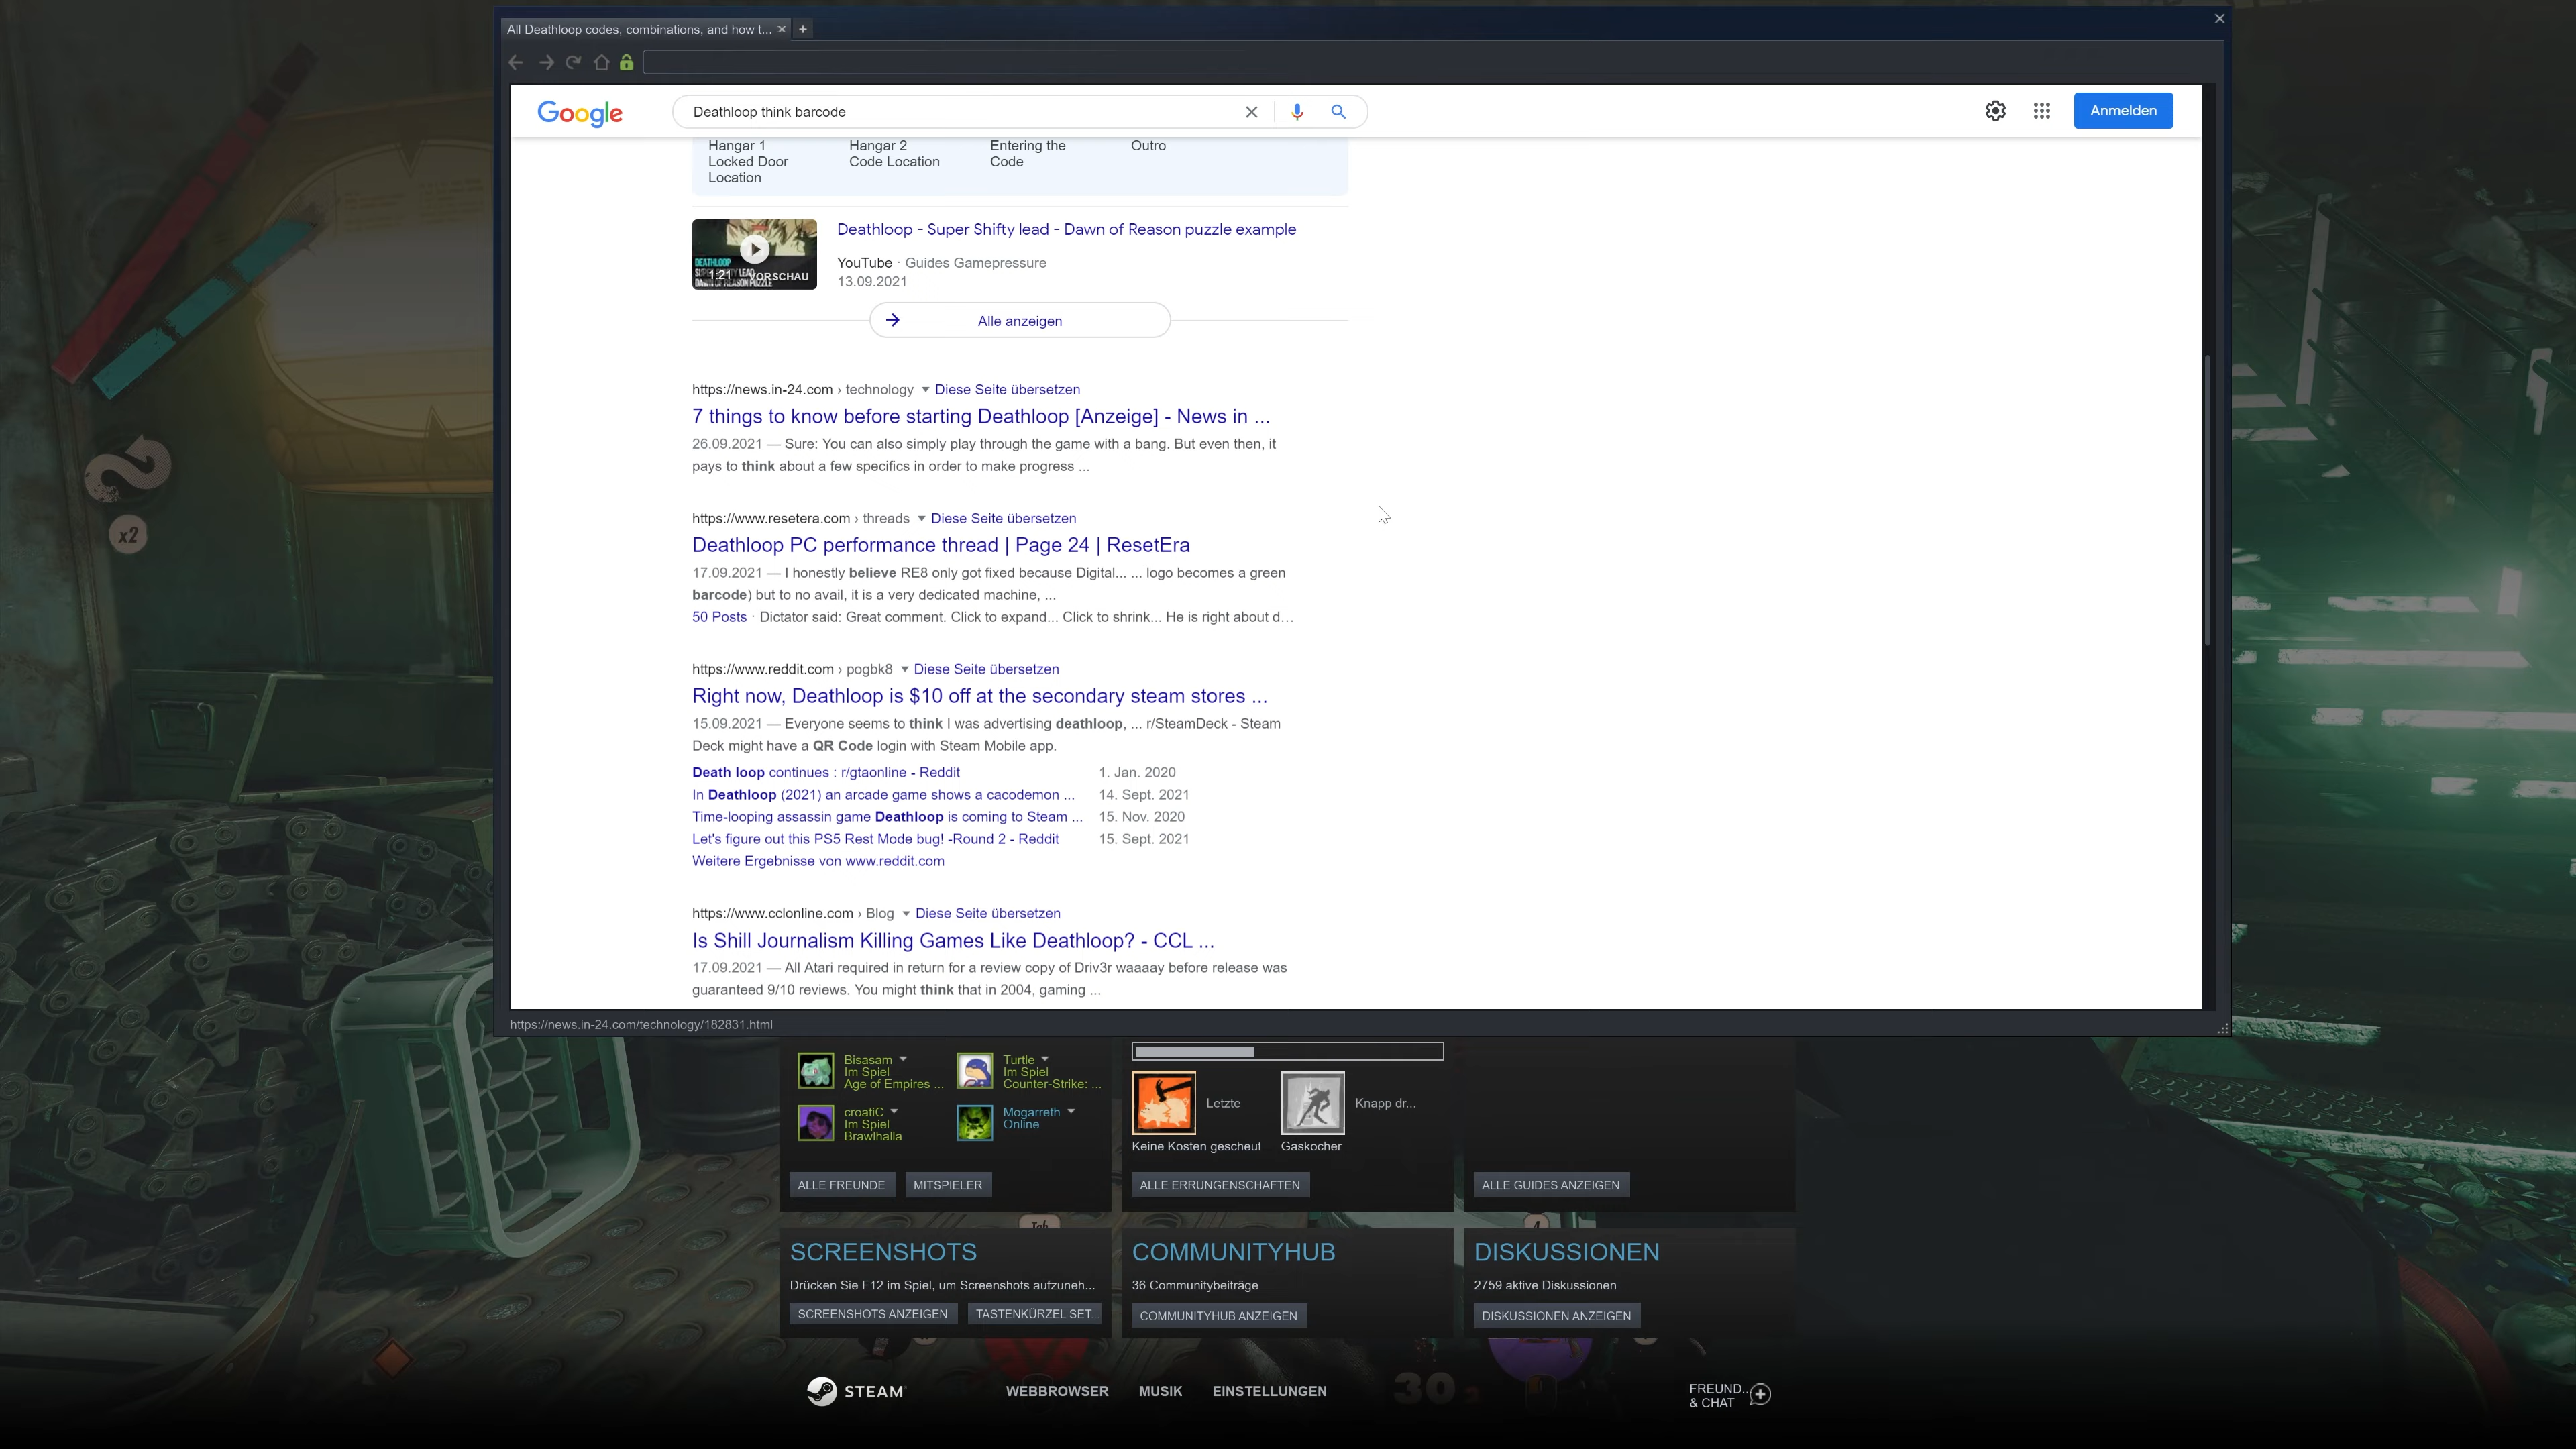 All Deathloop codes, combinations, and how t...
Google
Deathloop think barcode
Anmelden
Hangar 1
Locked Door
Location
Hangar 2
Code Location
Entering the
Code
Outro
DEATHLOOP
1:21
VORSCHAU
Deathloop - Super Shifty lead - Dawn of Reason puzzle example
YouTube · Guides Gamepressure
13.09.2021
Alle anzeigen
https://news.in-24.com › technology Diese Seite übersetzen
7 things to know before starting Deathloop [Anzeige] - News in ...
26.09.2021 — Sure: You can also simply play through the game with a bang. But even then, it
pays to think about a few specifics in order to make progress ...
https://www.resetera.com › threads Diese Seite übersetzen
Deathloop PC performance thread | Page 24 | ResetEra
17.09.2021 — I honestly believe RE8 only got fixed because Digital... ... logo becomes a green
barcode) but to no avail, it is a very dedicated machine, ...
50 Posts · Dictator said: Great comment. Click to expand... Click to shrink... He is right about d...
https://www.reddit.com › pogbk8 Diese Seite übersetzen
Right now, Deathloop is $10 off at the secondary steam stores ...
15.09.2021 — Everyone seems to think I was advertising deathloop, ... r/SteamDeck - Steam
Deck might have a QR Code login with Steam Mobile app.
Death loop continues : r/gtaonline - Reddit 1. Jan. 2020
In Deathloop (2021) an arcade game shows a cacodemon ... 14. Sept. 2021
Time-looping assassin game Deathloop is coming to Steam ... 15. Nov. 2020
Let's figure out this PS5 Rest Mode bug! -Round 2 - Reddit 15. Sept. 2021
Weitere Ergebnisse von www.reddit.com
https://www.cclonline.com › Blog Diese Seite übersetzen
Is Shill Journalism Killing Games Like Deathloop? - CCL ...
17.09.2021 — All Atari required in return for a review copy of Driv3r waaaay before release was
guaranteed 9/10 reviews. You might think that in 2004, gaming ...
https://news.in-24.com/technology/182831.html
x2
Bisasam
Im Spiel
Age of Empires ...
Turtle
Im Spiel
Counter-Strike: ...
croatiC
Im Spiel
Brawlhalla
Mogarreth
Online
ALLE FREUNDE
MITSPIELER
Letzte
Knapp dr...
Keine Kosten gescheut
Gaskocher
ALLE ERRUNGENSCHAFTEN
ALLE GUIDES ANZEIGEN
Tab
4
SCREENSHOTS
Drücken Sie F12 im Spiel, um Screenshots aufzuneh...
SCREENSHOTS ANZEIGEN
TASTENKÜRZEL SET...
COMMUNITYHUB
36 Communitybeiträge
COMMUNITYHUB ANZEIGEN
DISKUSSIONEN
2759 aktive Diskussionen
DISKUSSIONEN ANZEIGEN
STEAM
WEBBROWSER
MUSIK
EINSTELLUNGEN
30
FREUND...
& CHAT